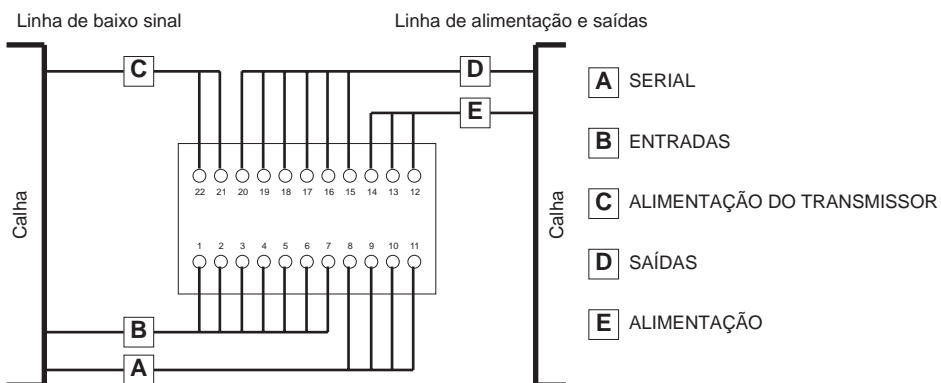 Linha de baixo sinal
Linha de alimentação e saídas
C
D
E
22 21 20 19 18 17 16 15 14 13 12
Calha
1 2 3 4 5 6 7 8 9 10 11
Calha
B
A
A SERIAL
B ENTRADAS
C ALIMENTAÇÃO DO TRANSMISSOR
D SAÍDAS
E ALIMENTAÇÃO